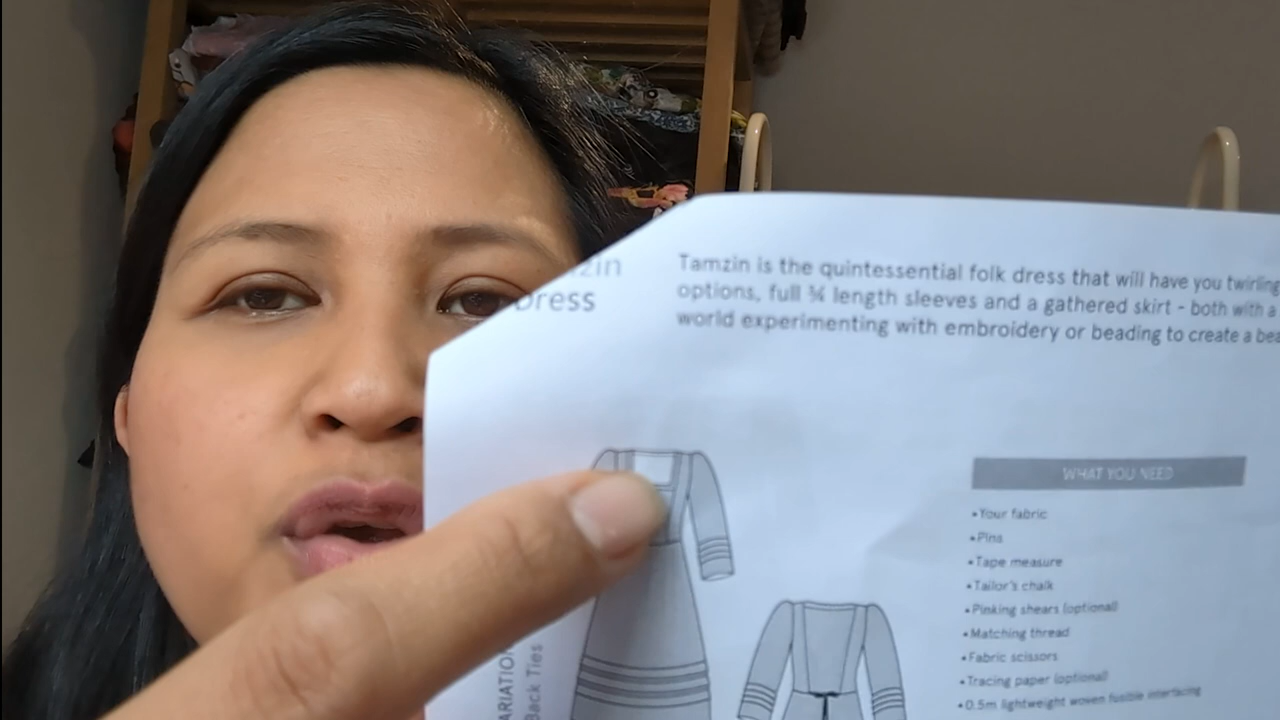 zin
Dress
Tamzin is the quintessential folk dress that will have you twirling
options, full ¾ length sleeves and a gathered skirt - both with a
world experimenting with embroidery or beading to create a bea
WHAT YOU NEED
•Your fabric
•Pins
•Tape measure
•Tailor's chalk
•Pinking shears (optional)
•Matching thread
•Fabric scissors
•Tracing paper (optional)
•0.5m lightweight woven fusible interfacing
ARIATION
Back Ties